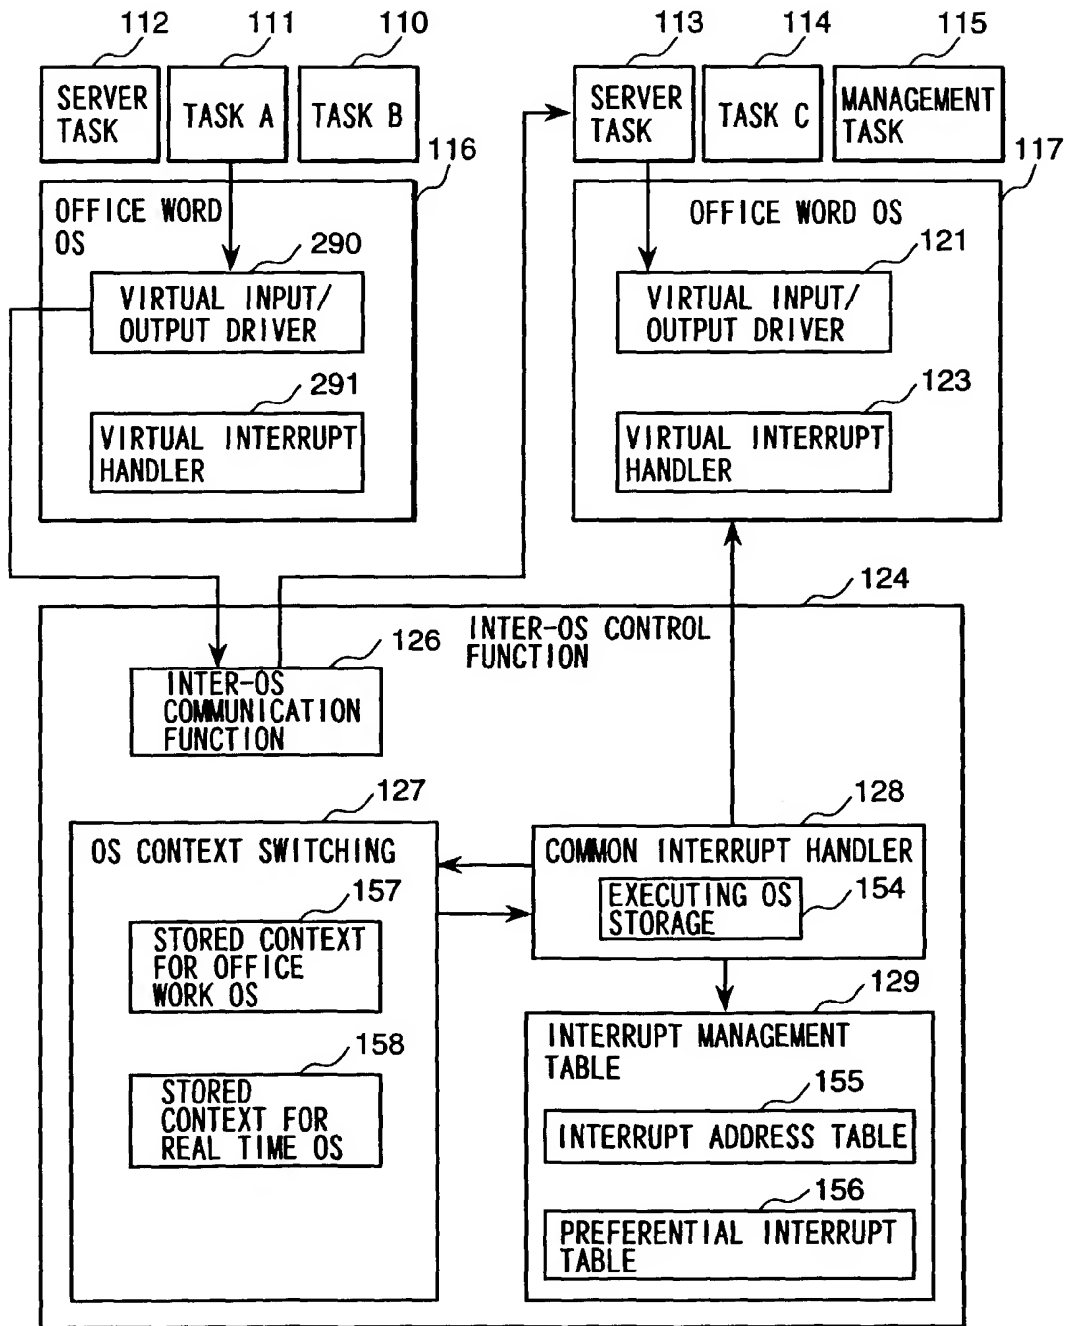 112 111 110 113 114 115
SERVER
TASK
TASK A
TASK B
SERVER
TASK
TASK C
MANAGEMENT
TASK
116
117
OFFICE WORD
OS
290
VIRTUAL INPUT/
OUTPUT DRIVER
291
VIRTUAL INTERRUPT
HANDLER
OFFICE WORD OS
121
VIRTUAL INPUT/
OUTPUT DRIVER
123
VIRTUAL INTERRUPT
HANDLER
124
INTER-OS CONTROL
FUNCTION
126
INTER-OS
COMMUNICATION
FUNCTION
127
OS CONTEXT SWITCHING
157
STORED CONTEXT
FOR OFFICE
WORK OS
158
STORED
CONTEXT FOR
REAL TIME OS
128
COMMON INTERRUPT HANDLER
EXECUTING OS
STORAGE
154
129
INTERRUPT MANAGEMENT
TABLE
155
INTERRUPT ADDRESS TABLE
156
PREFERENTIAL INTERRUPT
TABLE